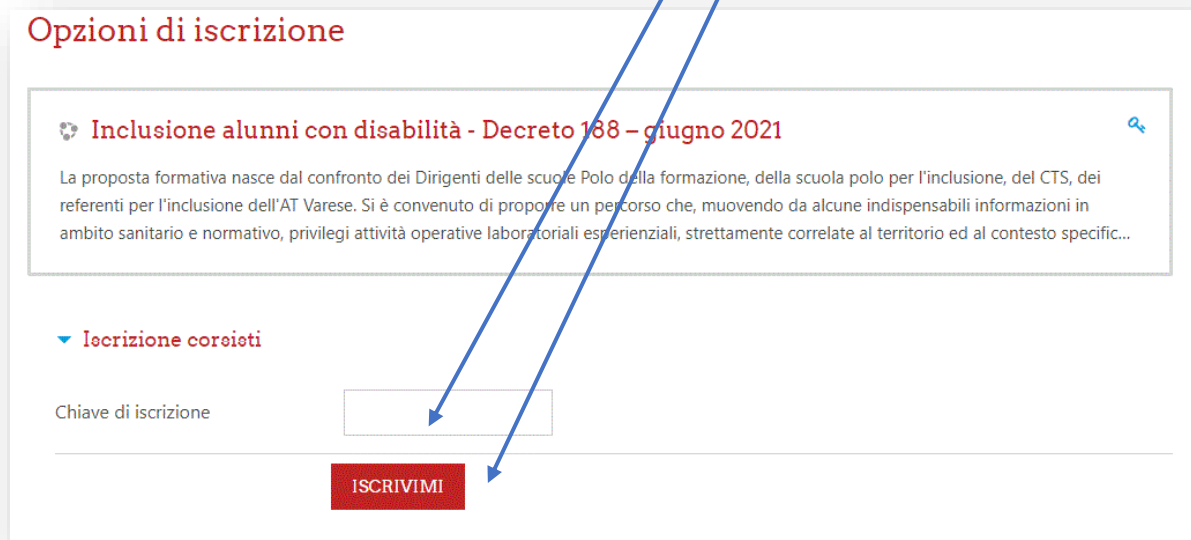 Opzioni di iscrizione
Inclusione alunni con disabilità - Decreto 188 – giugno 2021
La proposta formativa nasce dal confronto dei Dirigenti delle scuole Polo della formazione, della scuola polo per l'inclusione, del CTS, dei
referenti per l'inclusione dell'AT Varese. Si è convenuto di proporre un percorso che, muovendo da alcune indispensabili informazioni in
ambito sanitario e normativo, privilegi attività operative laboratoriali esperienziali, strettamente correlate al territorio ed al contesto specific...
Iscrizione corsisti
Chiave di iscrizione
ISCRIVIMI